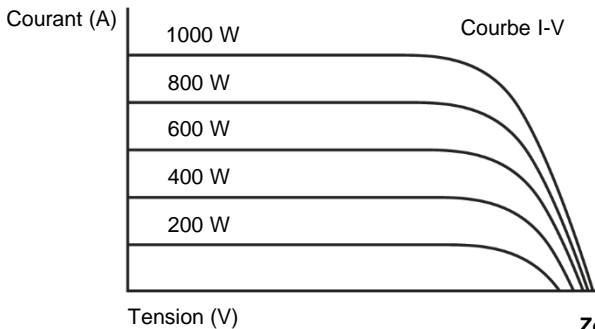 Courant (A)
Courbe I-V
1000 W
800 W
600 W
400 W
200 W
Tension (V)